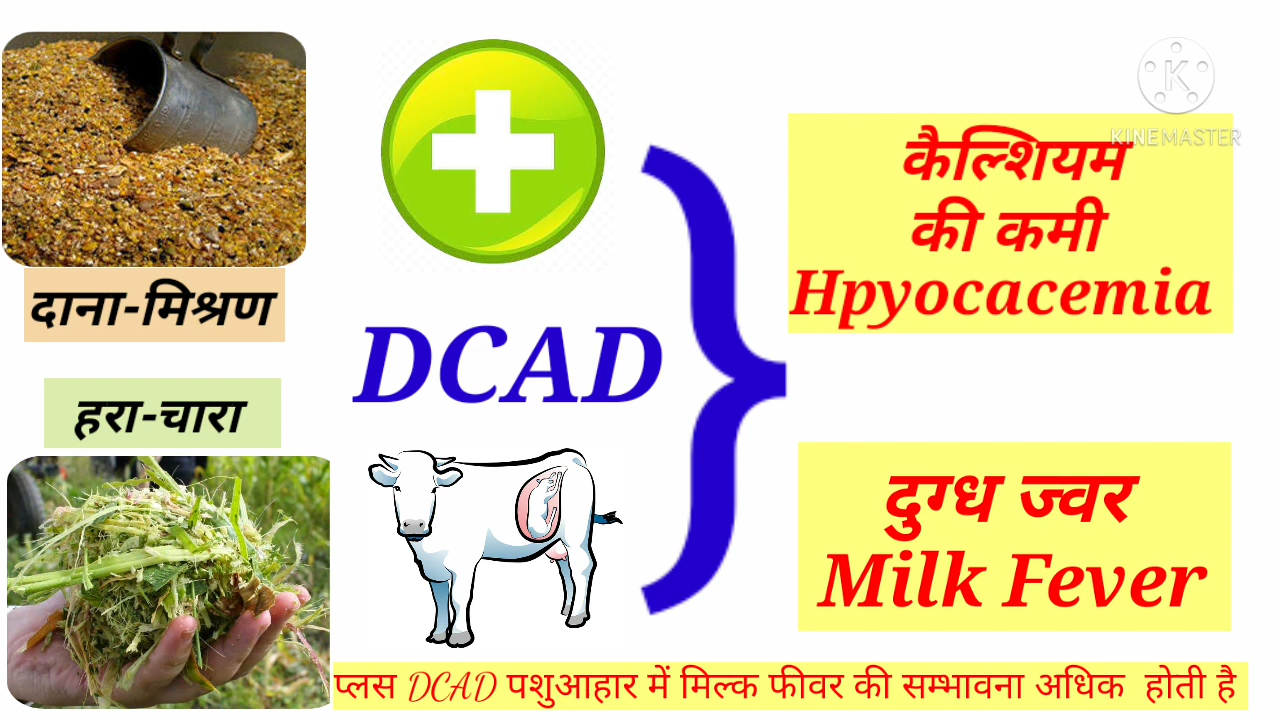 दाना-मिश्रण
हरा-चारा
DCAD
KINEMASTER
कैल्शियम
की कमी
Hpyocacemia
दुग्ध ज्वर
Milk Fever
प्लस DCAD पशुआहार में मिल्क फीवर की सम्भावना अधिक होती है